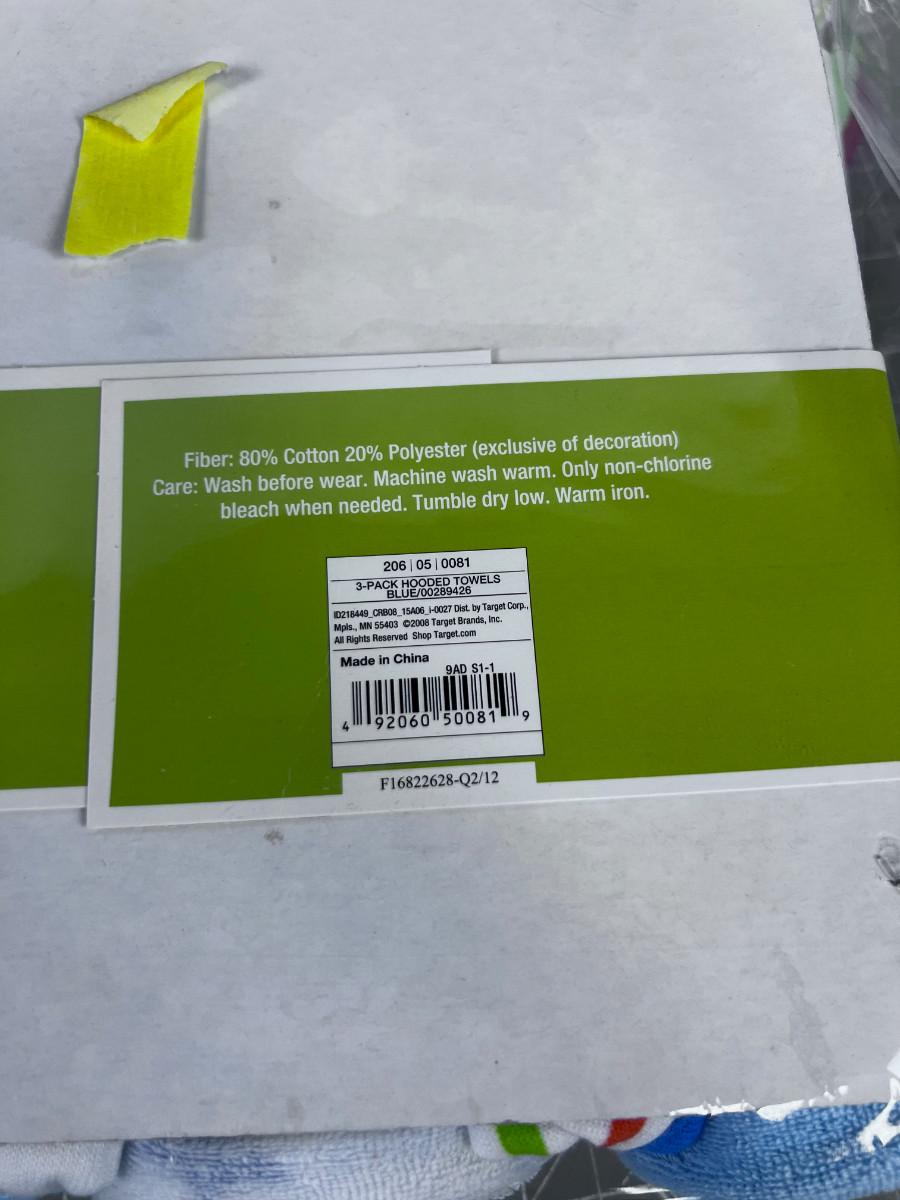 Fiber: 80% Cotton 20% Polyester (exclusive of decoration)
Care: Wash before wear. Machine wash warm. Only non-chlorine
bleach when needed. Tumble dry low. Warm iron.
206 | 05 | 0081
3-PACK HOODED TOWELS
BLUE/00289426
ID218449_CRB08_15A06_i-0027 Dist. by Target Corp.,
Mpls., MN 55403 ©2008 Target Brands, Inc.
All Rights Reserved Shop Target.com
Made in China
9AD S1-1
4 92060 50081 9
F16822628-Q2/12